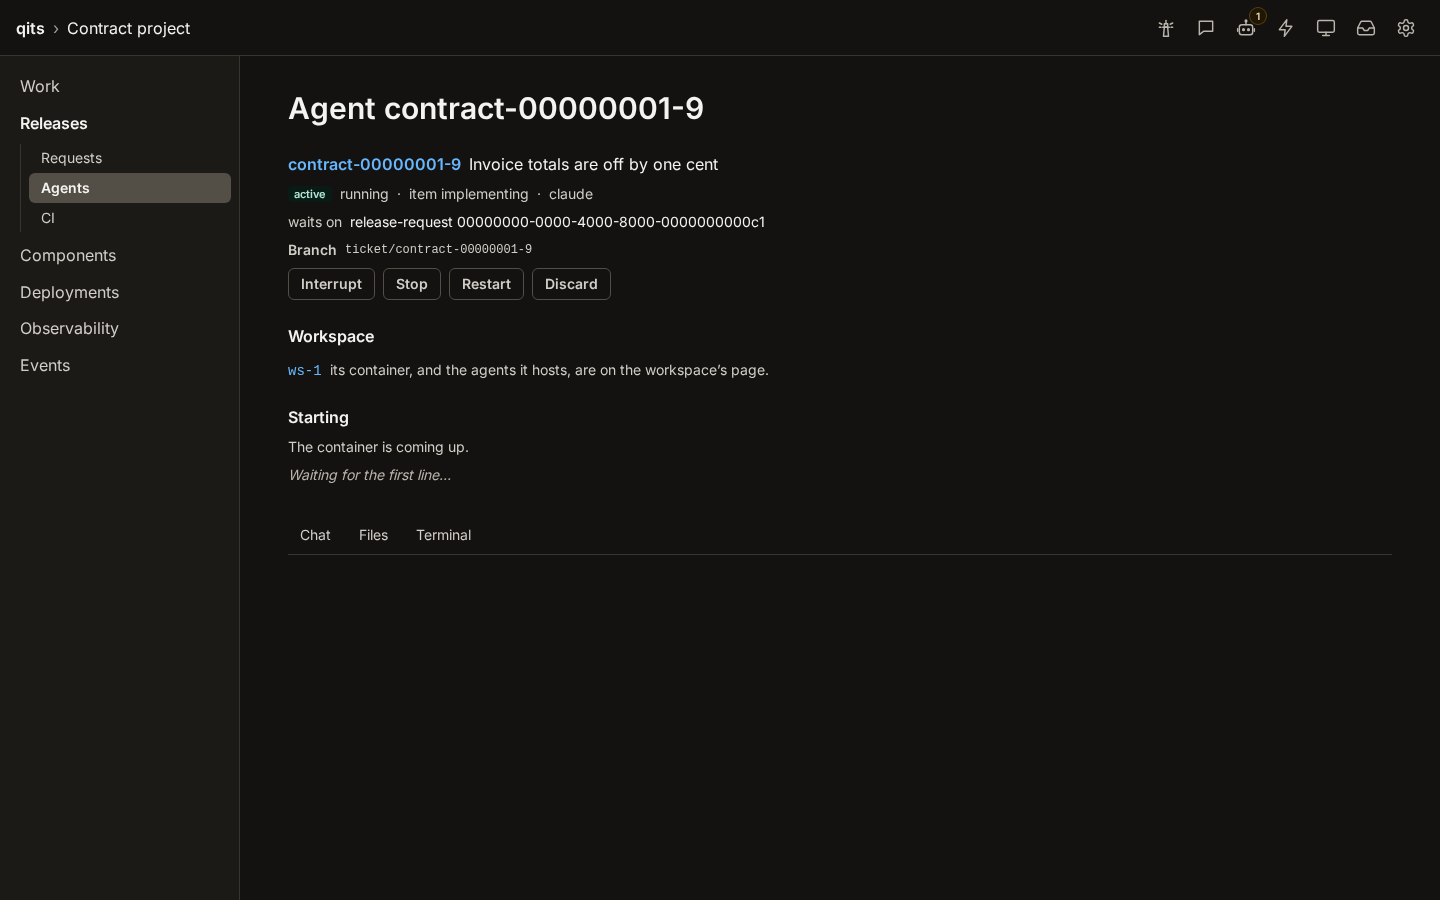 qits › Contract project
1
Work
Releases
Requests
Agents
CI
Components
Deployments
Observability
Events
Agent contract-00000001-9
contract-00000001-9 Invoice totals are off by one cent
active running · item implementing · claude
waits on release-request 00000000-0000-4000-8000-0000000000c1
Branch ticket/contract-00000001-9
Interrupt Stop Restart Discard
Workspace
ws-1 its container, and the agents it hosts, are on the workspace’s page.
Starting
The container is coming up.
Waiting for the first line…
Chat Files Terminal